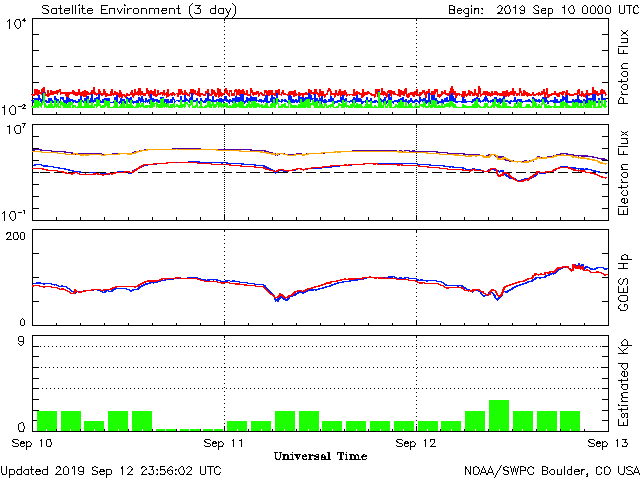 Satellite Environment (3 day)
Begin: 2019 Sep 10 0000 UTC
10⁴
10⁻²
Proton Flux
10⁷
10⁻¹
Electron Flux
200
0
GOES Hp
9
0
Estimated Kp
Sep 10
Sep 11
Sep 12
Sep 13
Universal Time
Updated 2019 Sep 12 23:56:02 UTC
NOAA/SWPC Boulder, CO USA